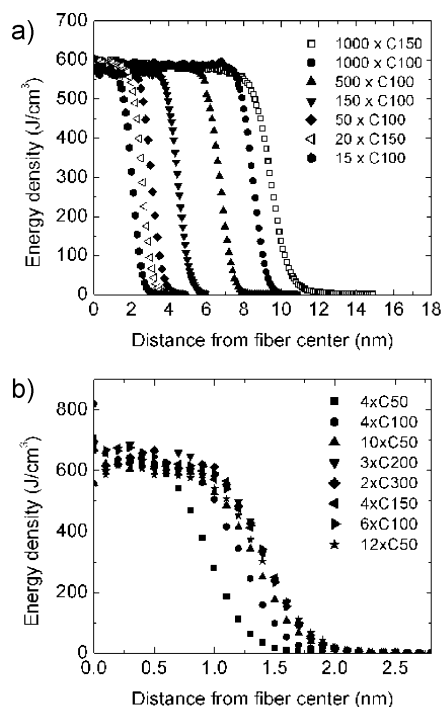 a)
700
600
500
400
300
200
100
0
Energy density (J/cm³)
1000 x C150
1000 x C100
500 x C100
150 x C100
50 x C100
20 x C150
15 x C100
0 2 4 6 8 10 12 14 16 18
Distance from fiber center (nm)
b)
800
600
400
200
0
Energy density (J/cm³)
4xC50
4xC100
10xC50
3xC200
2xC300
4xC150
6xC100
12xC50
0.0 0.5 1.0 1.5 2.0 2.5
Distance from fiber center (nm)